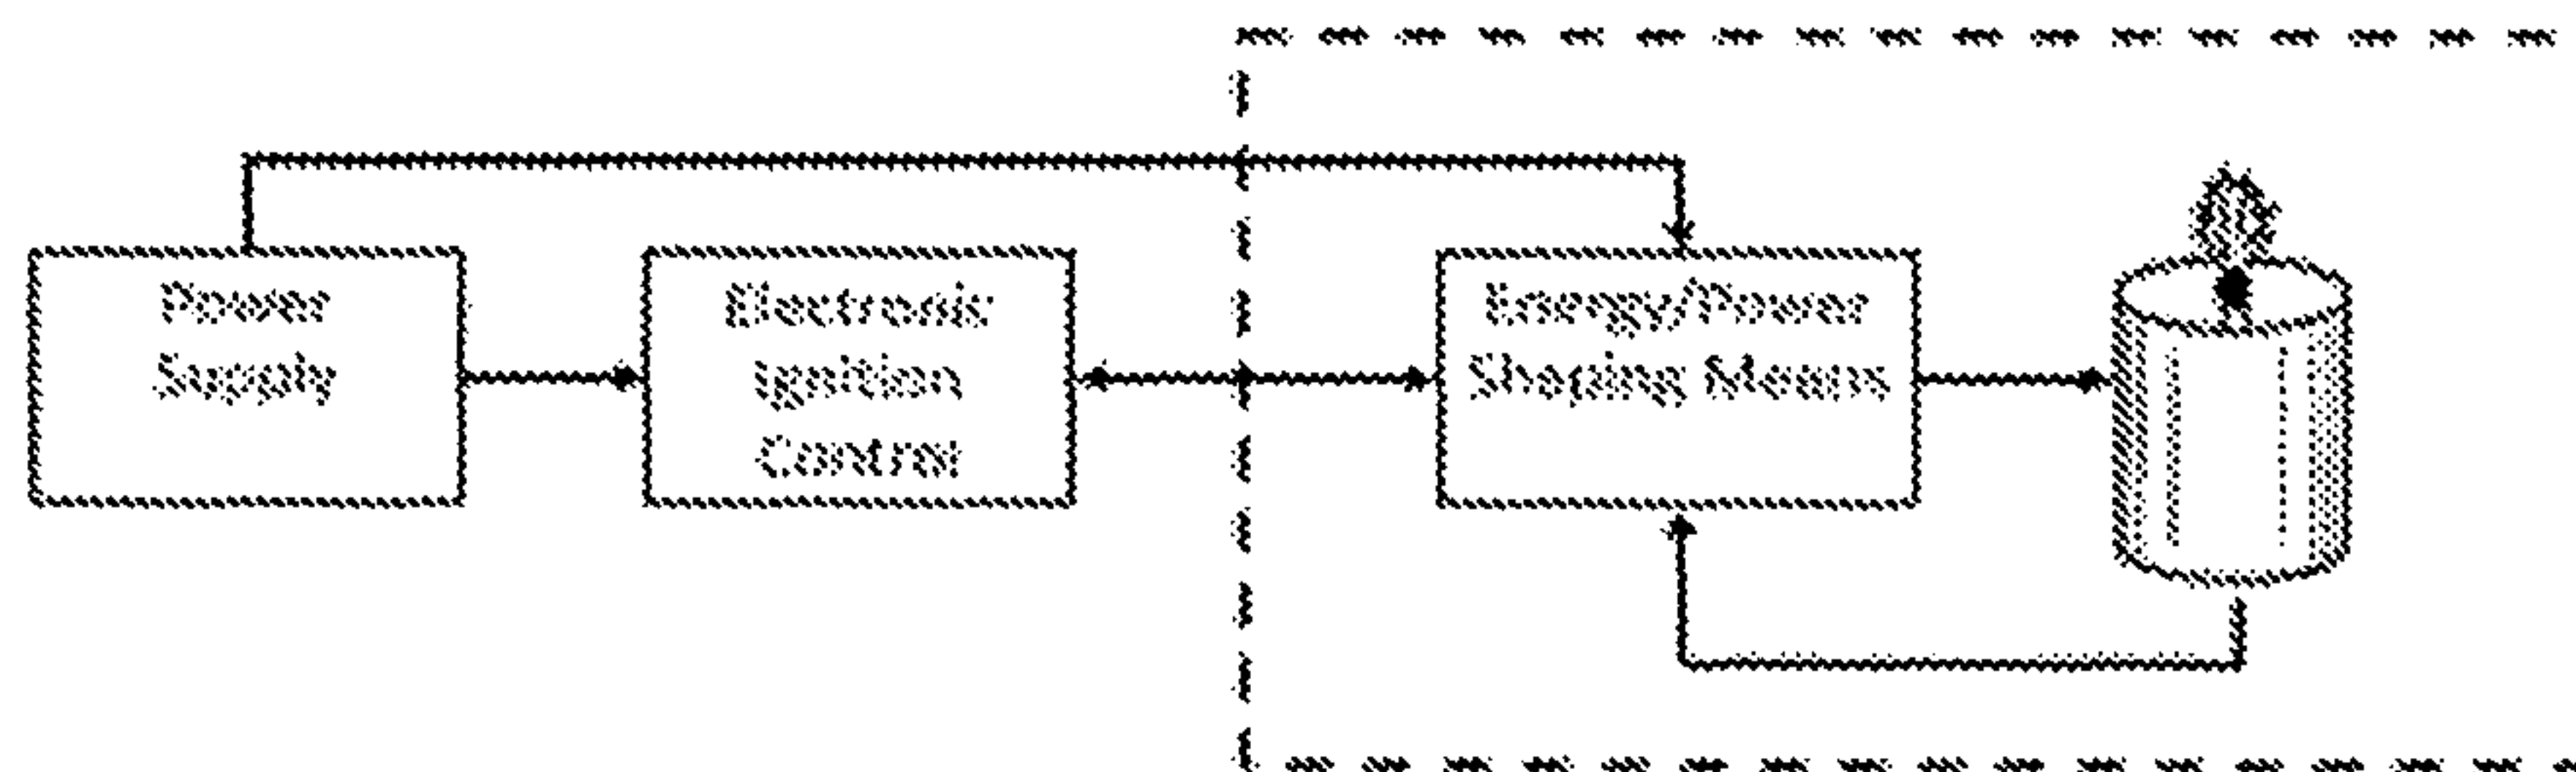 Power
Supply
Electronic
Ignition
Control
Energy/Power
Shaping Means